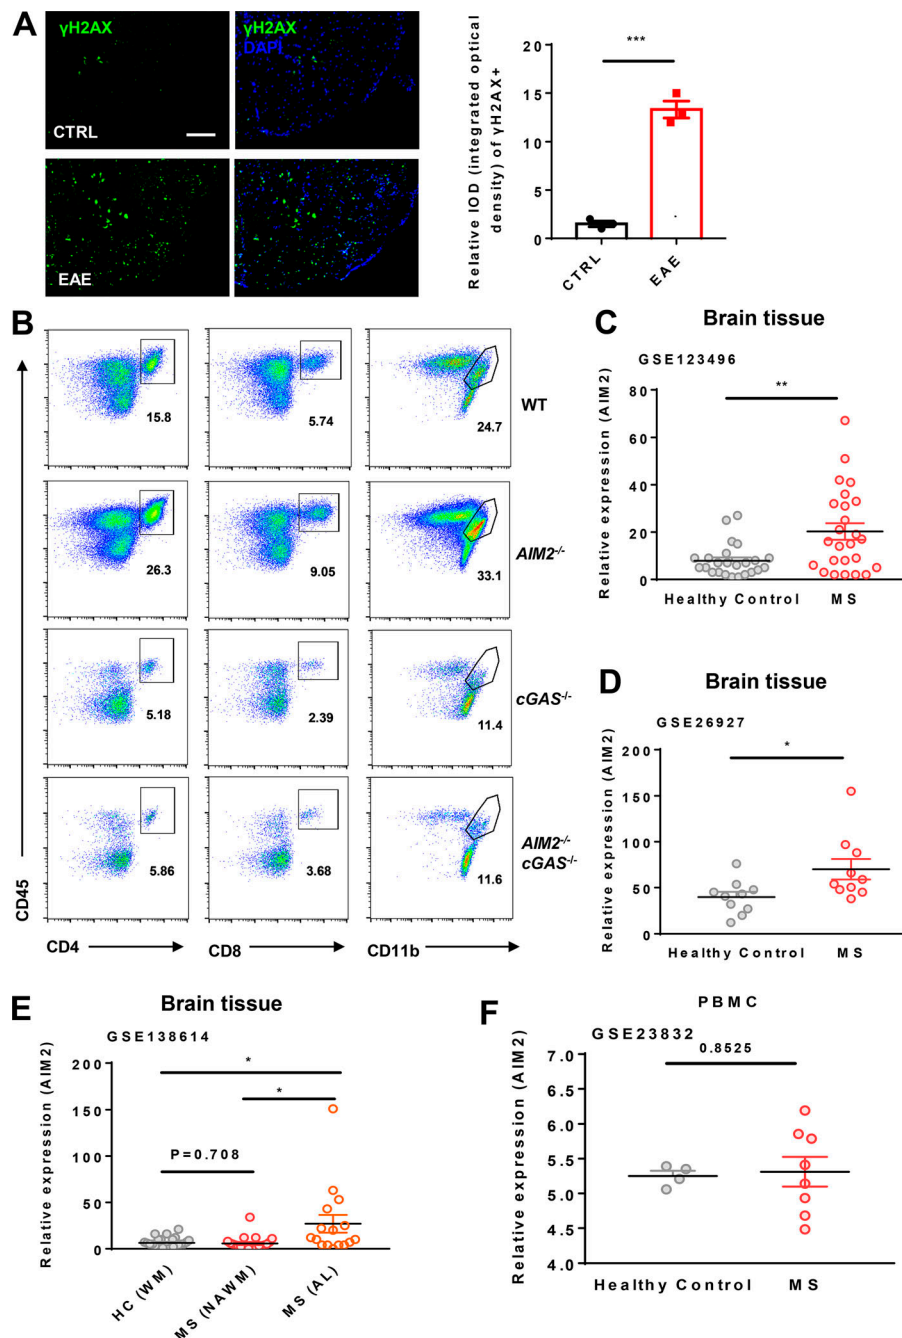 A
γH2AX
γH2AX
DAPI
CTRL
EAE
Relative IOD (integrated optical
density) of γH2AX+
20
15
10
5
0
***
CTRL
EAE
B
15.8
5.74
24.7
WT
26.3
9.05
33.1
AIM2-/-
5.18
2.39
11.4
cGAS-/-
5.86
3.68
11.6
AIM2-/-
cGAS-/-
CD45
CD4
CD8
CD11b
C
Brain tissue
GSE123496
Relative expression (AIM2)
80
60
40
20
0
**
Healthy Control
MS
D
Brain tissue
GSE26927
Relative expression (AIM2)
200
150
100
50
0
*
Healthy Control
MS
E
Brain tissue
GSE138614
Relative expression (AIM2)
200
150
100
50
0
*
*
P=0.708
HC (WM)
MS (NAWM)
MS (AL)
F
PBMC
GSE23832
0.8525
Relative expression (AIM2)
7.0
6.5
6.0
5.5
5.0
4.5
4.0
Healthy Control
MS